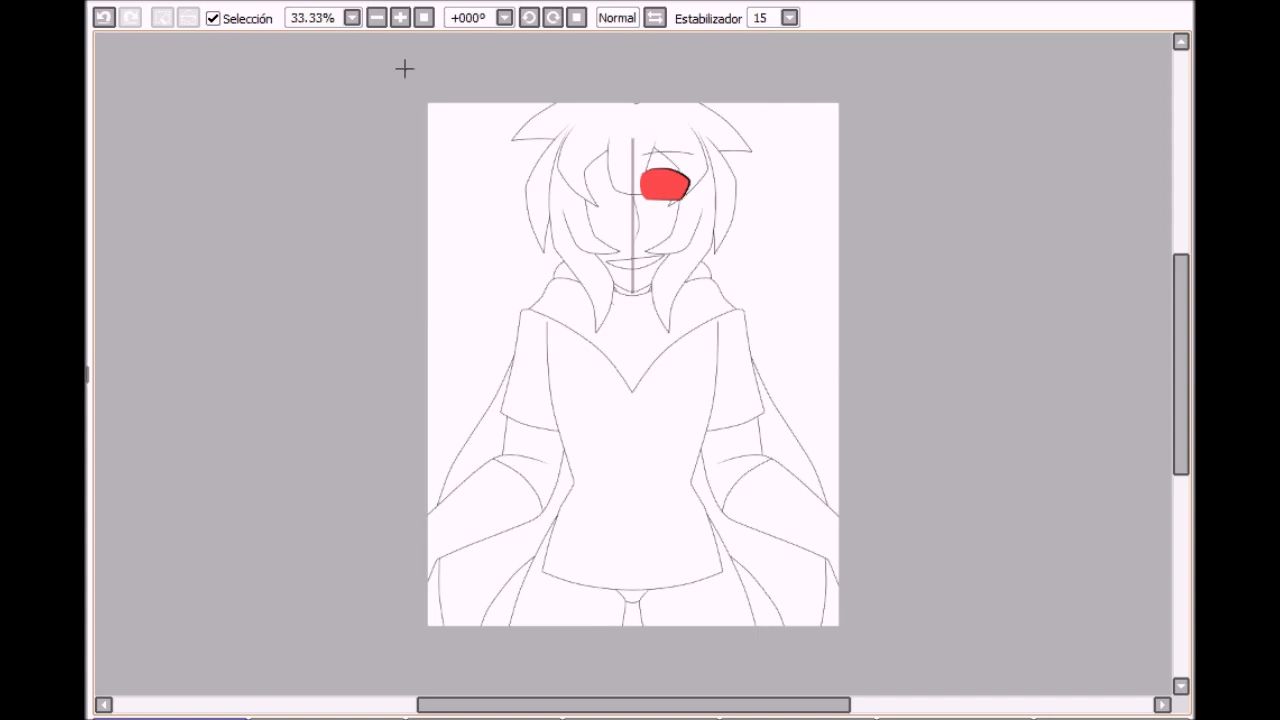 Selección 33.33% +000º Normal Estabilizador 15